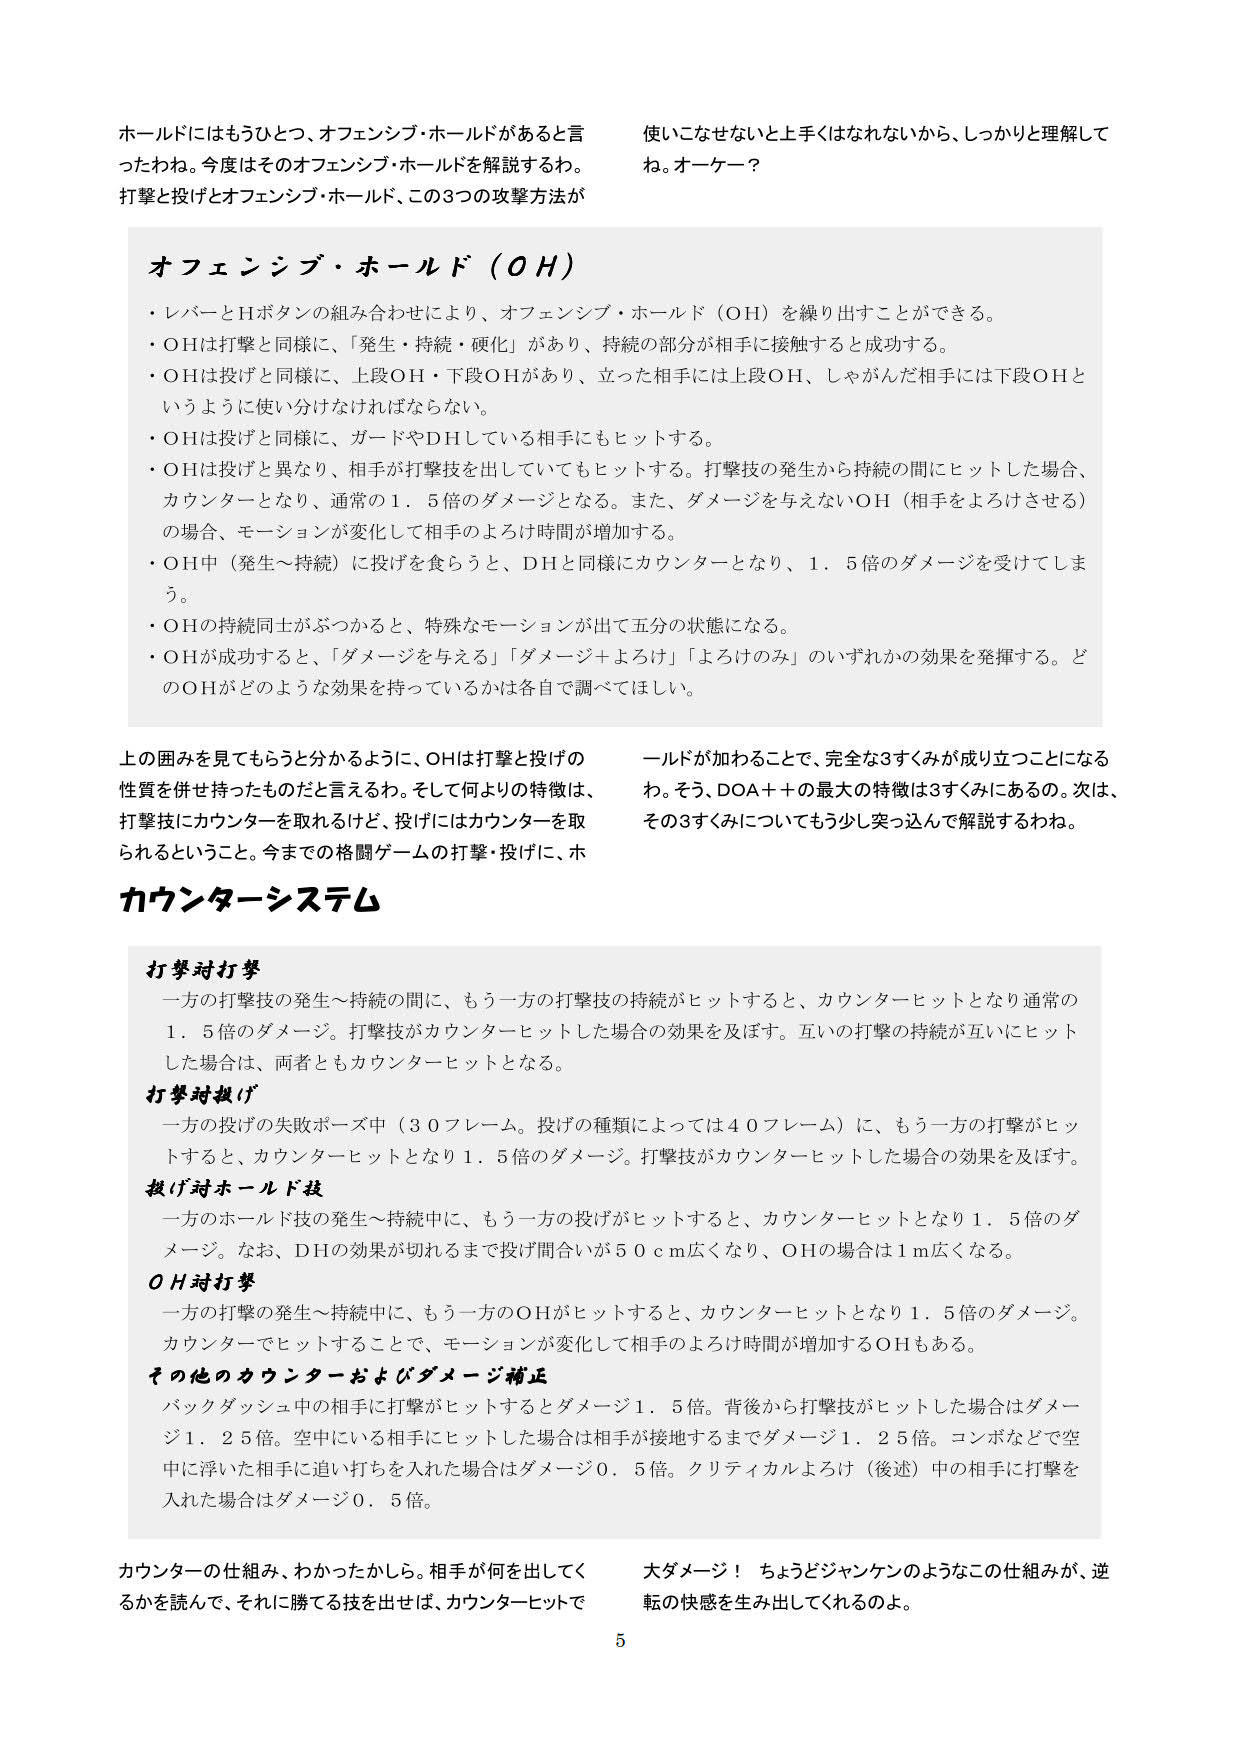 ホールドにはもうひとつ、オフェンシブ・ホールドがあると言
ったわね。今度はそのオフェンシブ・ホールドを解説するわ。
打撃と投げとオフェンシブ・ホールド、この3つの攻撃方法が
使いこなせないと上手くはなれないから、しっかりと理解して
ね。オーケー？
オフェンシブ・ホールド（ＯＨ）
・レバーとＨボタンの組み合わせにより、オフェンシブ・ホールド（ＯＨ）を繰り出すことができる。
・ＯＨは打撃と同様に、「発生・持続・硬化」があり、持続の部分が相手に接触すると成功する。
・ＯＨは投げと同様に、上段ＯＨ・下段ＯＨがあり、立った相手には上段ＯＨ、しゃがんだ相手には下段ＯＨと
いうように使い分けなければならない。
・ＯＨは投げと同様に、ガードやＤＨしている相手にもヒットする。
・ＯＨは投げと異なり、相手が打撃技を出していてもヒットする。打撃技の発生から持続の間にヒットした場合、
カウンターとなり、通常の１．５倍のダメージとなる。また、ダメージを与えないＯＨ（相手をよろけさせる）
の場合、モーションが変化して相手のよろけ時間が増加する。
・ＯＨ中（発生～持続）に投げを食らうと、ＤＨと同様にカウンターとなり、１．５倍のダメージを受けてしま
う。
・ＯＨの持続同士がぶつかると、特殊なモーションが出て五分の状態になる。
・ＯＨが成功すると、「ダメージを与える」「ダメージ＋よろけ」「よろけのみ」のいずれかの効果を発揮する。ど
のＯＨがどのような効果を持っているかは各自で調べてほしい。
上の囲みを見てもらうと分かるように、OHは打撃と投げの
性質を併せ持ったものだと言えるわ。そして何よりの特徴は、
打撃技にカウンターを取れるけど、投げにはカウンターを取
られるということ。今までの格闘ゲームの打撃・投げに、ホ
ールドが加わることで、完全な3すくみが成り立つことになる
わ。そう、DOA＋＋の最大の特徴は3すくみにあるの。次は、
その3すくみについてもう少し突っ込んで解説するわね。
カウンターシステム
打撃対打撃
一方の打撃技の発生～持続の間に、もう一方の打撃技の持続がヒットすると、カウンターヒットとなり通常の
１．５倍のダメージ。打撃技がカウンターヒットした場合の効果を及ぼす。互いの打撃の持続が互いにヒット
した場合は、両者ともカウンターヒットとなる。
打撃対投げ
一方の投げの失敗ポーズ中（３０フレーム。投げの種類によっては４０フレーム）に、もう一方の打撃がヒッ
トすると、カウンターヒットとなり１．５倍のダメージ。打撃技がカウンターヒットした場合の効果を及ぼす。
投げ対ホールド技
一方のホールド技の発生～持続中に、もう一方の投げがヒットすると、カウンターヒットとなり１．５倍のダ
メージ。なお、ＤＨの効果が切れるまで投げ間合いが５０ｃｍ広くなり、ＯＨの場合は１ｍ広くなる。
ＯＨ対打撃
一方の打撃の発生～持続中に、もう一方のＯＨがヒットすると、カウンターヒットとなり１．５倍のダメージ。
カウンターでヒットすることで、モーションが変化して相手のよろけ時間が増加するＯＨもある。
その他のカウンターおよびダメージ補正
バックダッシュ中の相手に打撃がヒットするとダメージ１．５倍。背後から打撃技がヒットした場合はダメー
ジ１．２５倍。空中にいる相手にヒットした場合は相手が接地するまでダメージ１．２５倍。コンボなどで空
中に浮いた相手に追い打ちを入れた場合はダメージ０．５倍。クリティカルよろけ（後述）中の相手に打撃を
入れた場合はダメージ０．５倍。
カウンターの仕組み、わかったかしら。相手が何を出してく
るかを読んで、それに勝てる技を出せば、カウンターヒットで
大ダメージ！　ちょうどジャンケンのようなこの仕組みが、逆
転の快感を生み出してくれるのよ。
5